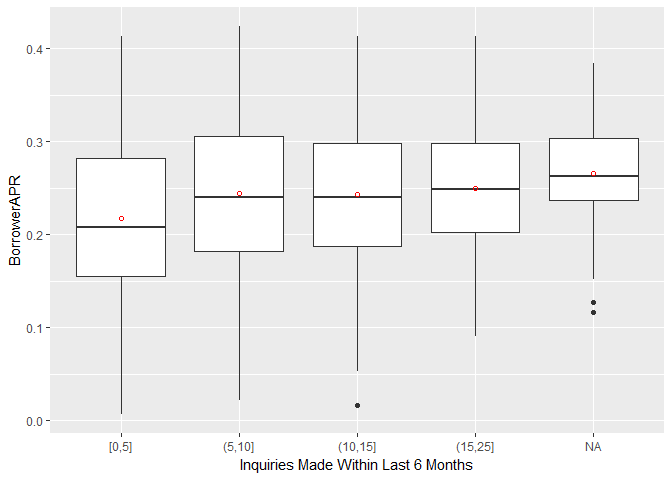 BorrowerAPR
0.4
0.3
0.2
0.1
0.0
[0,5] (5,10] (10,15] (15,25] NA
Inquiries Made Within Last 6 Months